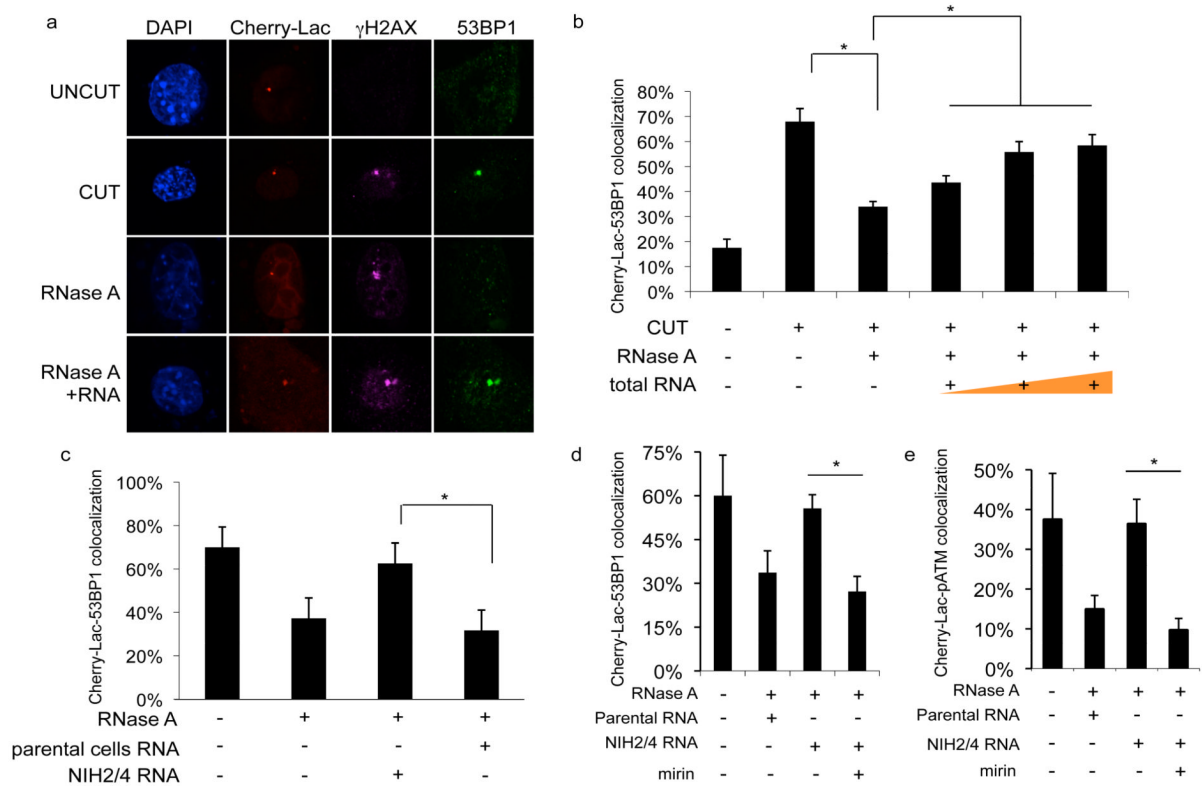 a
DAPI Cherry-Lac γH2AX 53BP1
UNCUT
CUT
RNase A
RNase A
+RNA
b
*
*
Cherry-Lac-53BP1 colocalization
80%
70%
60%
50%
40%
30%
20%
10%
0%
CUT - + + + + +
RNase A - - + + + +
total RNA - - - + + +
c
*
Cherry-Lac-53BP1 colocalization
100%
80%
60%
40%
20%
0%
RNase A - + + +
parental cells RNA - - - +
NIH2/4 RNA - - + -
d
*
Cherry-Lac-53BP1 colocalization
75%
60%
45%
30%
15%
0%
RNase A - + + +
Parental RNA - + - -
NIH2/4 RNA - - + +
mirin - - - +
e
*
Cherry-Lac-pATM colocalization
50%
40%
30%
20%
10%
0%
RNase A - + + +
Parental RNA - + - -
NIH2/4 RNA - - + +
mirin - - - +